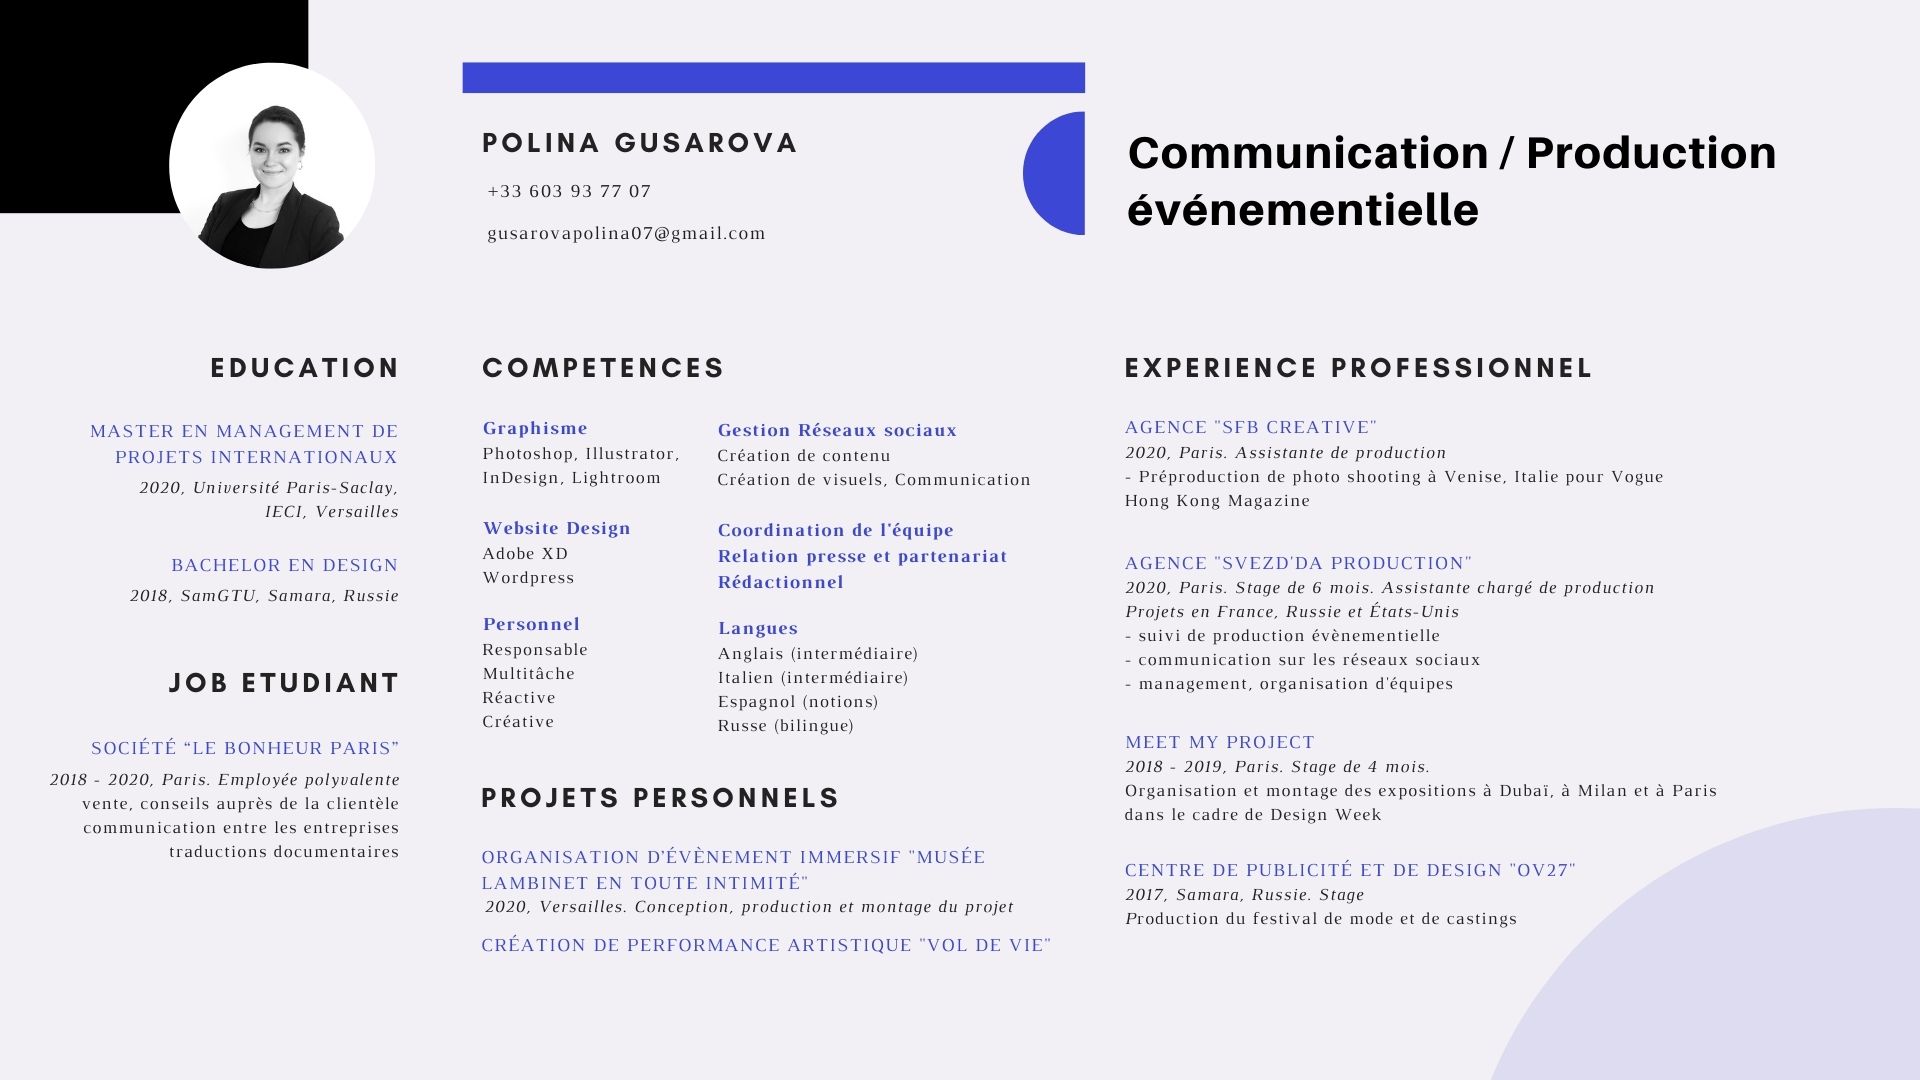 POLINA GUSAROVA
+33 603 93 77 07
gusarovapolina07@gmail.com
Communication / Production
événementielle
EDUCATION
MASTER EN MANAGEMENT DE
PROJETS INTERNATIONAUX
2020, Université Paris-Saclay,
IECI, Versailles
BACHELOR EN DESIGN
2018, SamGTU, Samara, Russie
JOB ETUDIANT
SOCIÉTÉ “LE BONHEUR PARIS”
2018 - 2020, Paris. Employée polyvalente
vente, conseils auprès de la clientèle
communication entre les entreprises
traductions documentaires
COMPETENCES
Graphisme
Photoshop, Illustrator,
InDesign, Lightroom
Website Design
Adobe XD
Wordpress
Personnel
Responsable
Multitâche
Réactive
Créative
Gestion Réseaux sociaux
Création de contenu
Création de visuels, Communication
Coordination de l'équipe
Relation presse et partenariat
Rédactionnel
Langues
Anglais (intermédiaire)
Italien (intermédiaire)
Espagnol (notions)
Russe (bilingue)
PROJETS PERSONNELS
ORGANISATION D'ÉVÈNEMENT IMMERSIF "MUSÉE
LAMBINET EN TOUTE INTIMITÉ"
2020, Versailles. Conception, production et montage du projet
CRÉATION DE PERFORMANCE ARTISTIQUE "VOL DE VIE"
EXPERIENCE PROFESSIONNEL
AGENCE "SFB CREATIVE"
2020, Paris. Assistante de production
- Préproduction de photo shooting à Venise, Italie pour Vogue
Hong Kong Magazine
AGENCE "SVEZD'DA PRODUCTION"
2020, Paris. Stage de 6 mois. Assistante chargé de production
Projets en France, Russie et États-Unis
- suivi de production évènementielle
- communication sur les réseaux sociaux
- management, organisation d'équipes
MEET MY PROJECT
2018 - 2019, Paris. Stage de 4 mois.
Organisation et montage des expositions à Dubaï, à Milan et à Paris
dans le cadre de Design Week
CENTRE DE PUBLICITÉ ET DE DESIGN "OV27"
2017, Samara, Russie. Stage
Production du festival de mode et de castings